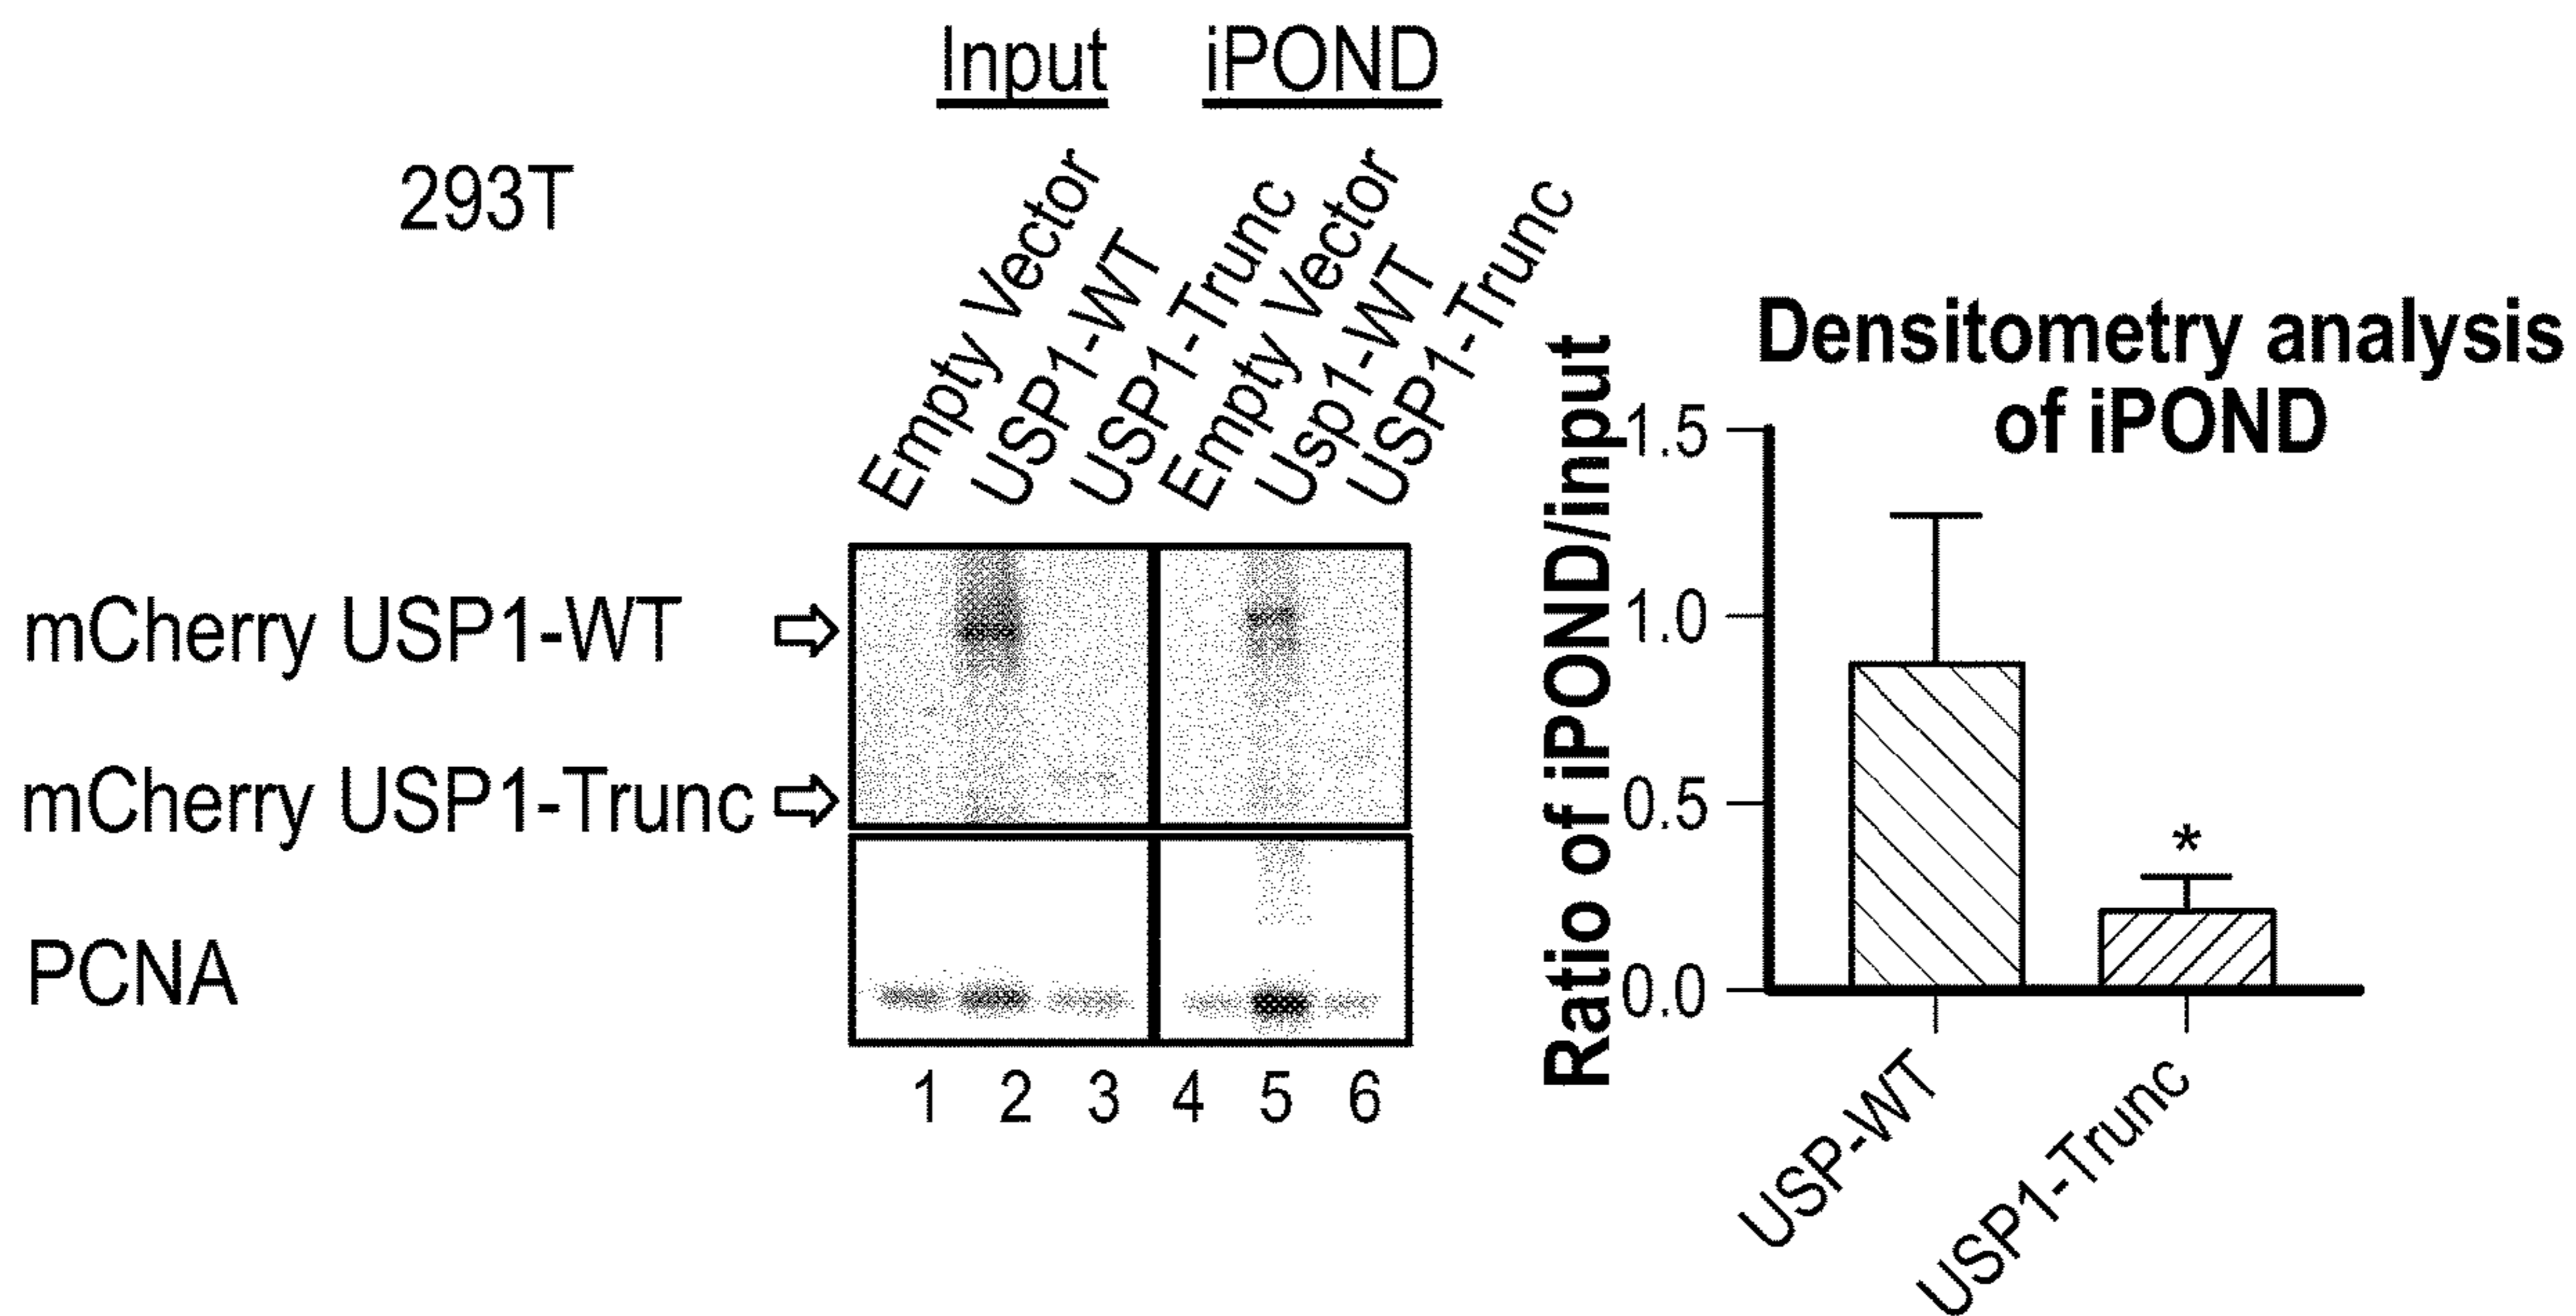 Input iPOND
293T
Empty Vector
USP1-WT
USP1-Trunc
Empty Vector
Usp1-WT
USP1-Trunc
mCherry USP1-WT
mCherry USP1-Trunc
PCNA
1 2 3 4 5 6
Densitometry analysis
of iPOND
Ratio of iPOND/input
1.5
1.0
0.5
0.0
*
USP-WT
USP1-Trunc